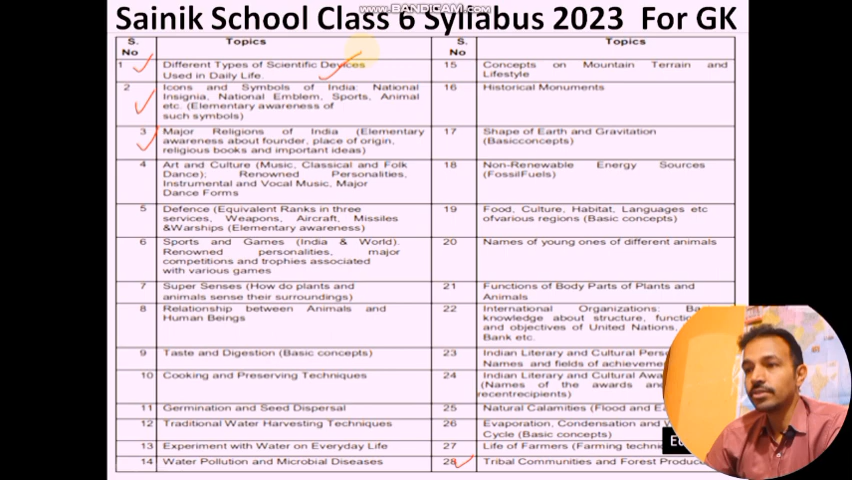 Sainik School Class 6 Syllabus 2023 For GK
WWW.BANDICAM.COM
S. No Topics
1 Different Types of Scientific Devices
Used in Daily Life.
2 Icons and Symbols of India: National
Insignia, National Emblem, Sports, Animal
etc. (Elementary awareness of
such symbols)
3 Major Religions of India (Elementary
awareness about founder, place of origin,
religious books and important ideas)
4 Art and Culture (Music, Classical and Folk
Dance); Renowned Personalities,
Instrumental and Vocal Music, Major
Dance Forms
5 Defence (Equivalent Ranks in three
services, Weapons, Aircraft, Missiles
&Warships (Elementary awareness)
6 Sports and Games (India & World).
Renowned personalities, major
competitions and trophies associated
with various games
7 Super Senses (How do plants and
animals sense their surroundings)
8 Relationship between Animals and
Human Beings
9 Taste and Digestion (Basic concepts)
10 Cooking and Preserving Techniques
11 Germination and Seed Dispersal
12 Traditional Water Harvesting Techniques
13 Experiment with Water on Everyday Life
14 Water Pollution and Microbial Diseases
S. No Topics
15 Concepts on Mountain Terrain and
Lifestyle
16 Historical Monuments
17 Shape of Earth and Gravitation
(Basicconcepts)
18 Non-Renewable Energy Sources
(FossilFuels)
19 Food, Culture, Habitat, Languages etc
ofvarious regions (Basic concepts)
20 Names of young ones of different animals
21 Functions of Body Parts of Plants and
Animals
22 International Organizations:
knowledge about structure,
and objectives of United Nations,
Bank etc.
23 Indian Literary and Cultural
Names and fields of
24 Indian Literary and Cultural
(Names of the awards
recentrecipients)
25 Natural Calamities (Flood and
26 Evaporation, Condensation and
Cycle (Basic concepts)
27 Life of Farmers (Farming
28 Tribal Communities and Forest